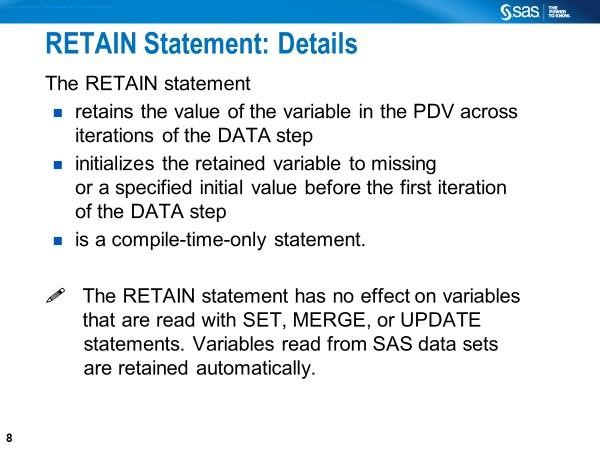 sas THE POWER TO KNOW.
RETAIN Statement: Details
The RETAIN statement
retains the value of the variable in the PDV across
iterations of the DATA step
initializes the retained variable to missing
or a specified initial value before the first iteration
of the DATA step
is a compile-time-only statement.
The RETAIN statement has no effect on variables
that are read with SET, MERGE, or UPDATE
statements. Variables read from SAS data sets
are retained automatically.
8